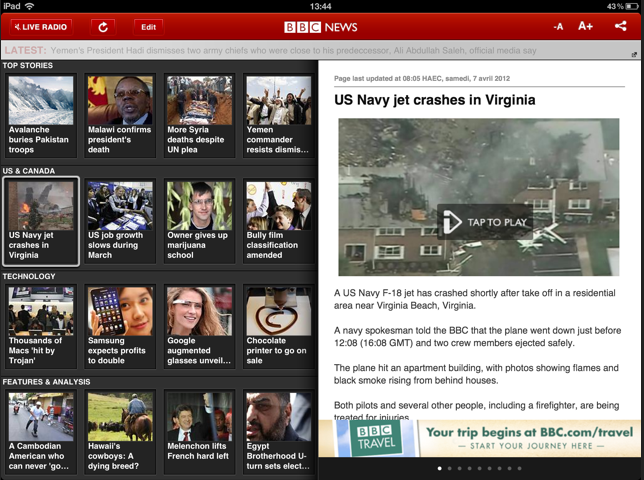 iPad
13:44
43%
LIVE RADIO
Edit
BBC NEWS
-A
A+
LATEST: Yemen's President Hadi dismisses two army chiefs who were close to his predeccessor, Ali Abdullah Saleh, official media say
TOP STORIES
Avalanche
buries Pakistan
troops
Malawi confirms
president's
death
More Syria
deaths despite
UN plea
Yemen
commander
resists dismis...
US & CANADA
US Navy jet
crashes in
Virginia
US job growth
slows during
March
Owner gives up
marijuana
school
Bully film
classification
amended
TECHNOLOGY
Thousands of
Macs 'hit by
Trojan'
Samsung
expects profits
to double
Google
augmented
glasses unveil...
Chocolate
printer to go on
sale
FEATURES & ANALYSIS
A Cambodian
American who
can never 'go...
Hawaii's
cowboys: A
dying breed?
Melenchon lifts
French hard left
Egypt
Brotherhood U-
turn sets elect...
Page last updated at 08:05 HAEC, samedi, 7 avril 2012
US Navy jet crashes in Virginia
TAP TO PLAY
A US Navy F-18 jet has crashed shortly after take off in a residential
area near Virginia Beach, Virginia.
A navy spokesman told the BBC that the plane went down just before
12:08 (16:08 GMT) and two crew members ejected safely.
The plane hit an apartment building, with photos showing flames and
black smoke rising from behind houses.
Both pilots and several other people, including a firefighter, are being
treated for injuries
BBC
TRAVEL
Your trip begins at BBC.com/travel
START YOUR JOURNEY HERE